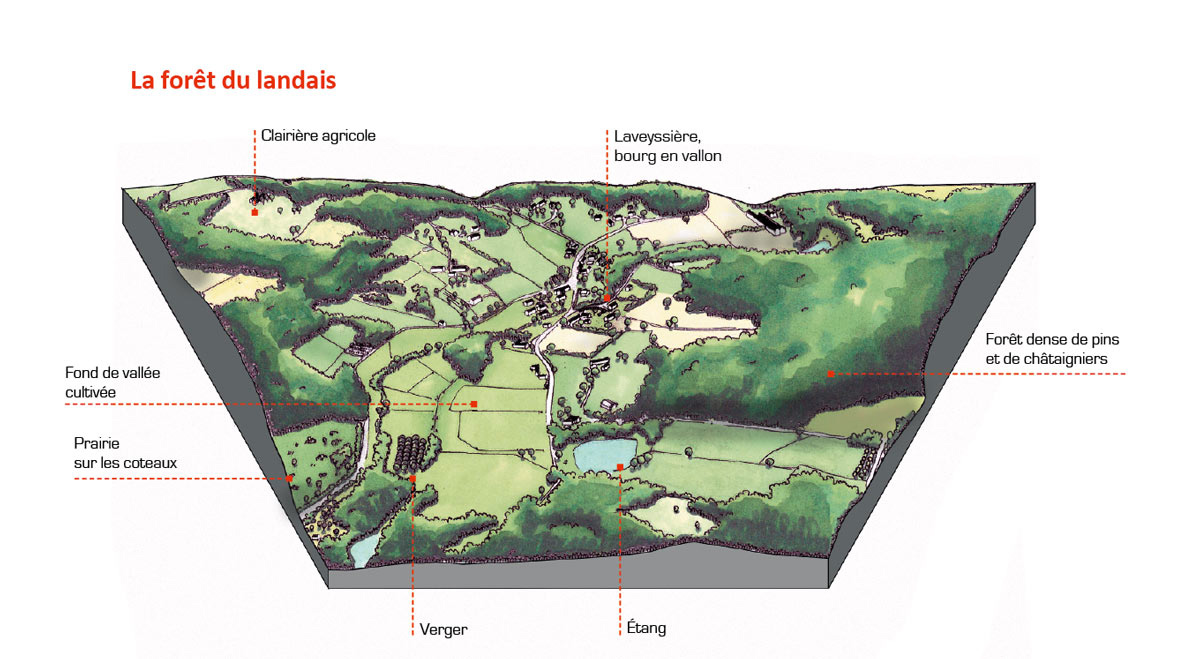 La forêt du landais
Clairière agricole
Laveyssière,
bourg en vallon
Forêt dense de pins
et de châtaigniers
Fond de vallée
cultivée
Prairie
sur les coteaux
Verger
Étang